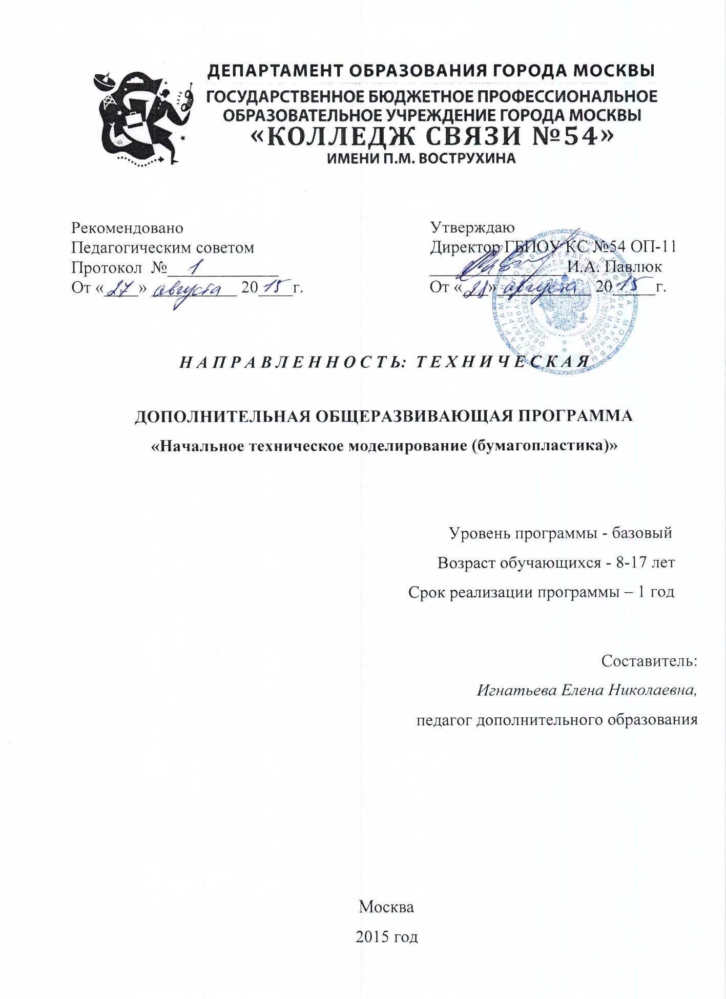 ДЕПАРТАМЕНТ ОБРАЗОВАНИЯ ГОРОДА МОСКВЫ
ГОСУДАРСТВЕННОЕ БЮДЖЕТНОЕ ПРОФЕССИОНАЛЬНОЕ
ОБРАЗОВАТЕЛЬНОЕ УЧРЕЖДЕНИЕ ГОРОДА МОСКВЫ
«КОЛЛЕДЖ СВЯЗИ №54»
ИМЕНИ П.М. ВОСТРУХИНА
Рекомендовано
Педагогическим советом
Протокол № 1
От «27» августа 2015 г.
Утверждаю
Директор ГБПОУ КС №54 ОП-11
И.А. Павлюк
От «28» августа 2015 г.
НАПРАВЛЕННОСТЬ: ТЕХНИЧЕСКАЯ
ДОПОЛНИТЕЛЬНАЯ ОБЩЕРАЗВИВАЮЩАЯ ПРОГРАММА
«Начальное техническое моделирование (бумагопластика)»
Уровень программы - базовый
Возраст обучающихся - 8-17 лет
Срок реализации программы – 1 год
Составитель:
Игнатьева Елена Николаевна,
педагог дополнительного образования
Москва
2015 год